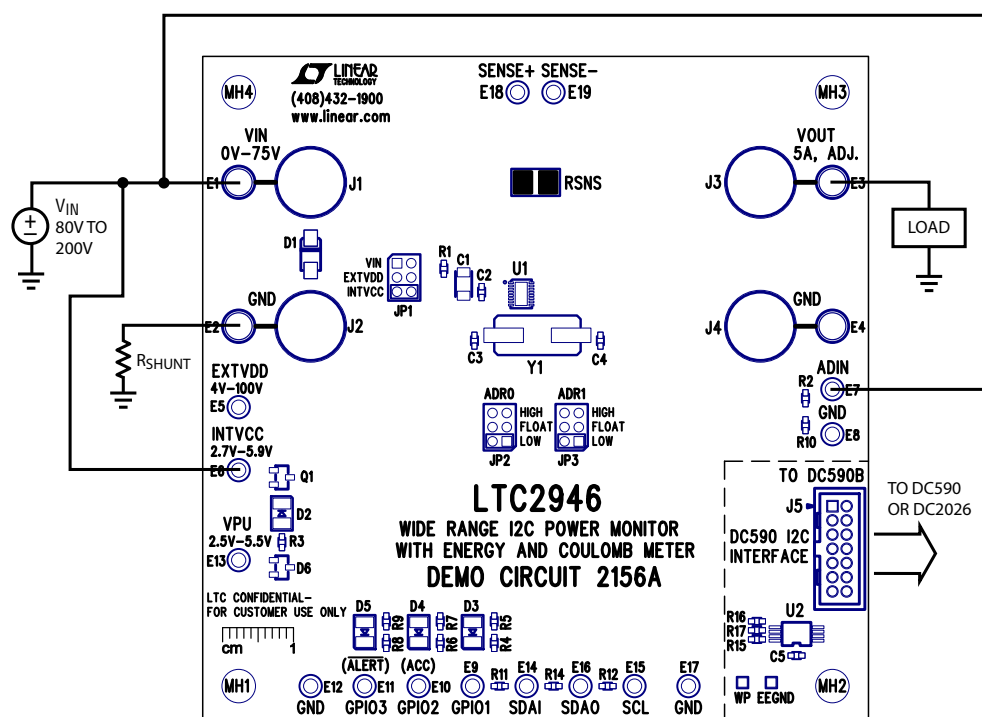 LINEAR
TECHNOLOGY
(408)432-1900
www.linear.com
MH4
SENSE+ SENSE-
E18 E19
MH3
VIN
0V-75V
E1
J1
VOUT
5A, ADJ.
J3
E3
RSNS
VIN
80V TO
200V
LOAD
D1
VIN
EXTVDD
INTVCC
JP1
R1
C1
C2
U1
GND
E2
J2
GND
J4
E4
C3
Y1
C4
RSHUNT
EXTVDD
4V-100V
E5
ADR0
HIGH
FLOAT
LOW
JP2
ADR1
HIGH
FLOAT
LOW
JP3
ADIN
R2
E7
GND
R10
E8
INTVCC
2.7V-5.9V
E6
Q1
D2
R3
D6
VPU
2.5V-5.5V
E13
LTC2946
WIDE RANGE I2C POWER MONITOR
WITH ENERGY AND COULOMB METER
DEMO CIRCUIT 2156A
TO DC590B
J5
DC590 I2C
INTERFACE
TO DC590
OR DC2026
LTC CONFIDENTIAL-
FOR CUSTOMER USE ONLY
cm 1
D5
R9
R8
D4
R7
R6
D3
R5
R4
U2
R16
R17
R15
C5
MH1
(ALERT) (ACC)
E12 E11 E10 E9 R11 E14 R14 E16 R12 E15 E17
GND GPIO3 GPIO2 GPIO1 SDAI SDAO SCL GND
WP EEGND
MH2